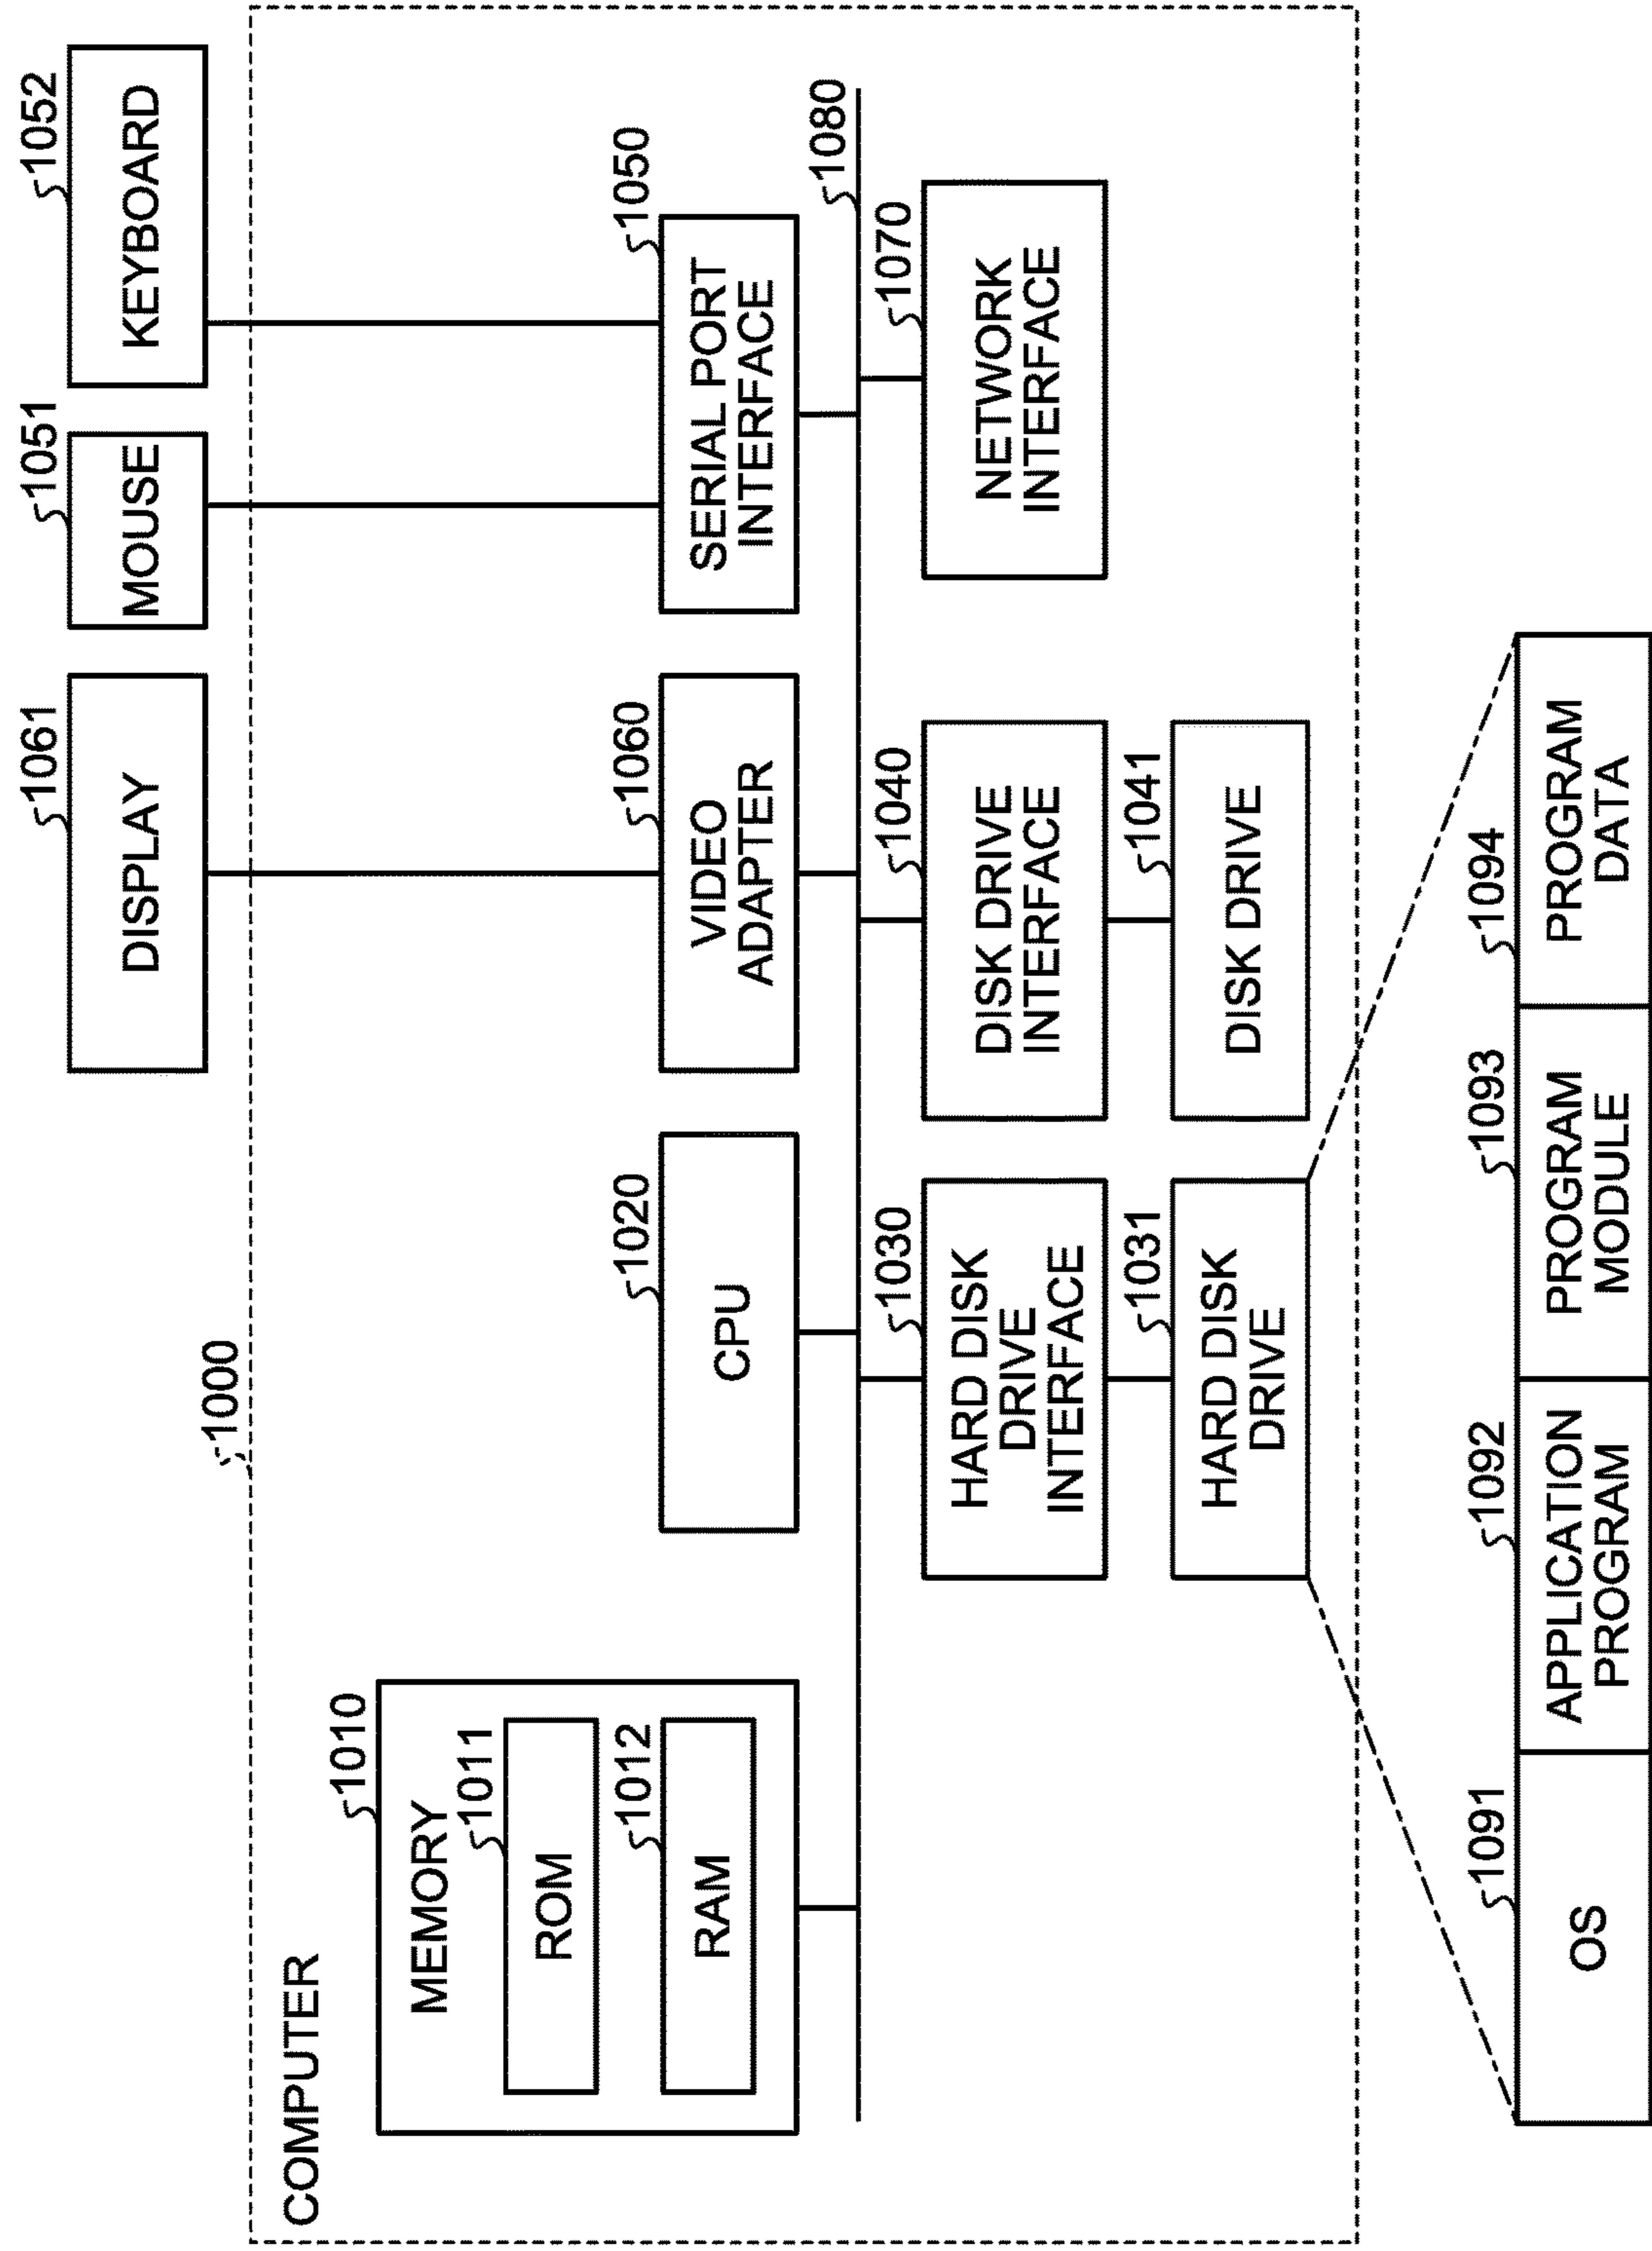 1000
1061
1051
1052
DISPLAY
MOUSE
KEYBOARD
COMPUTER
1010
MEMORY
1011
ROM
1012
RAM
1020
CPU
1060
VIDEO
ADAPTER
1050
SERIAL PORT
INTERFACE
1080
1030
HARD DISK
DRIVE
INTERFACE
1040
DISK DRIVE
INTERFACE
1070
NETWORK
INTERFACE
1031
HARD DISK
DRIVE
1041
DISK DRIVE
1091
OS
1092
APPLICATION
PROGRAM
1093
PROGRAM
MODULE
1094
PROGRAM
DATA